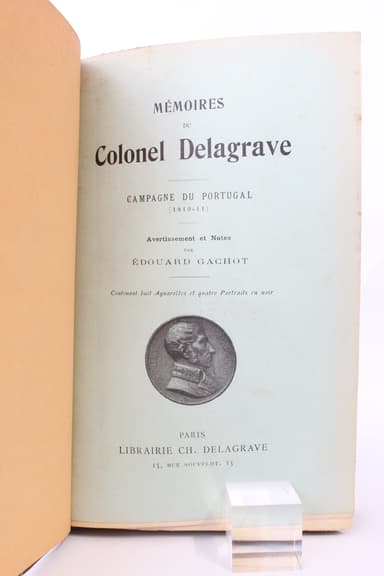 MÉMOIRES
DU
Colonel Delagrave
CAMPAGNE DU PORTUGAL
(1810-11)
Avertissement et Notes
PAR
ÉDOUARD GACHOT
Contenant huit Aquarelles et quatre Portraits en noir
PARIS
LIBRAIRIE CH. DELAGRAVE
15, RUE SOUFFLOT, 15